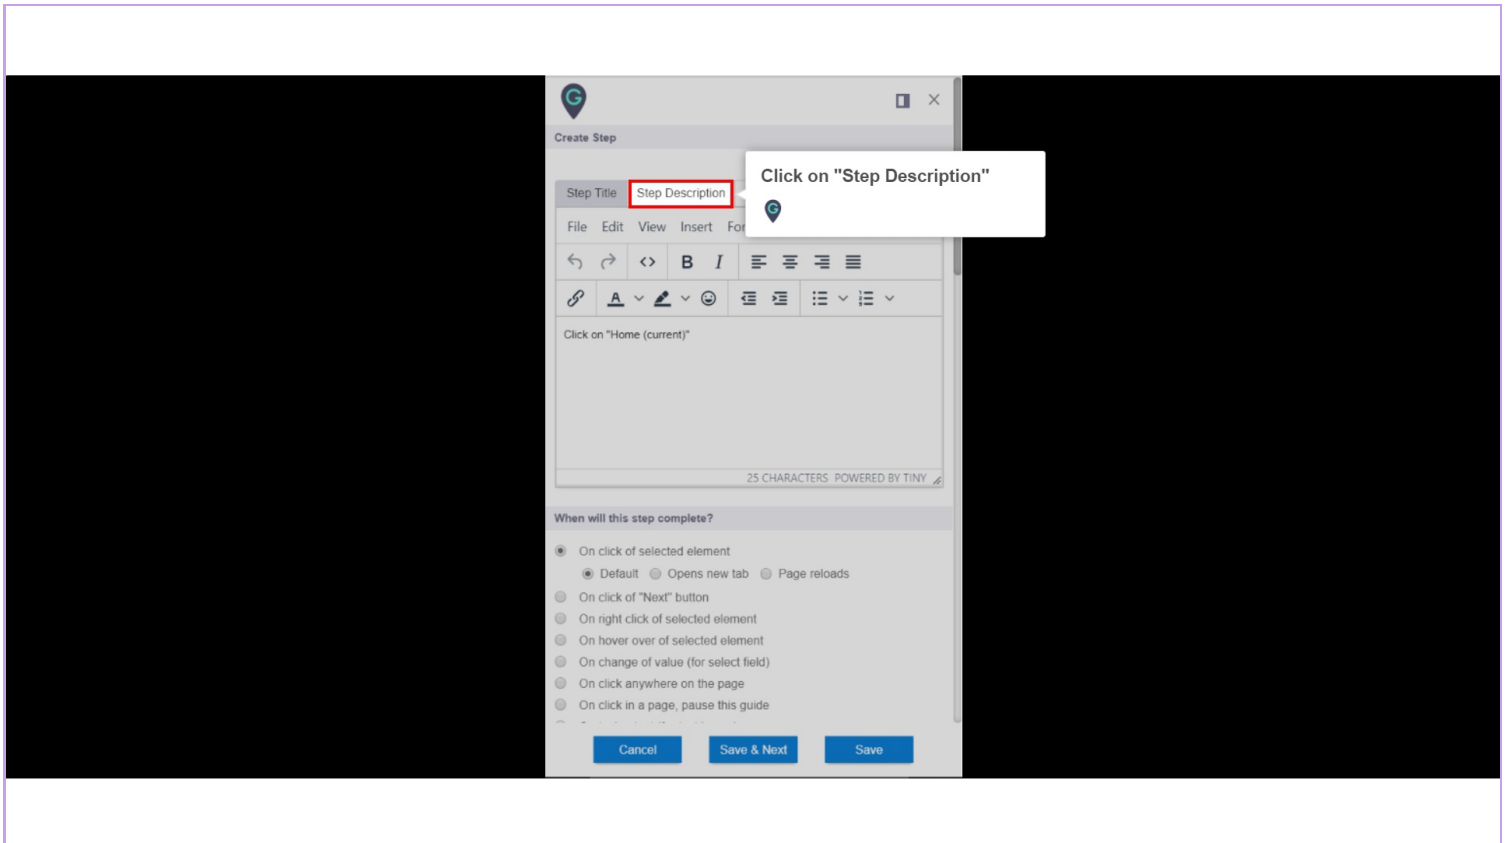 G
Create Step
Click on "Step Description"
G
Step Title Step Description
File Edit View Insert For
B I
A
Click on "Home (current)"
25 CHARACTERS POWERED BY TINY
When will this step complete?
On click of selected element
Default Opens new tab Page reloads
On click of "Next" button
On right click of selected element
On hover over of selected element
On change of value (for select field)
On click anywhere on the page
On click in a page, pause this guide
Cancel Save & Next Save